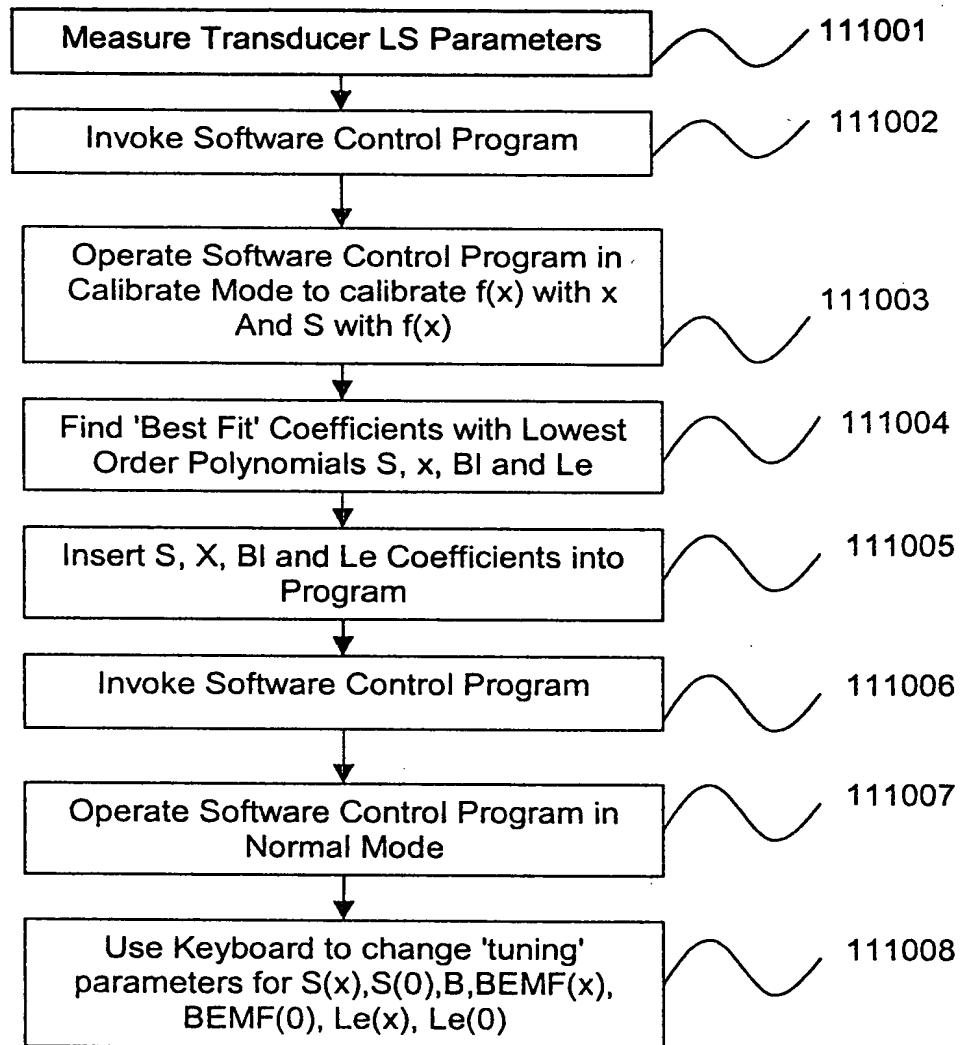 Measure Transducer LS Parameters
111001
Invoke Software Control Program
111002
Operate Software Control Program in
Calibrate Mode to calibrate f(x) with x
And S with f(x)
111003
Find 'Best Fit' Coefficients with Lowest
Order Polynomials S, x, Bl and Le
111004
Insert S, X, Bl and Le Coefficients into
Program
111005
Invoke Software Control Program
111006
Operate Software Control Program in
Normal Mode
111007
Use Keyboard to change 'tuning'
parameters for S(x),S(0),B,BEMF(x),
BEMF(0), Le(x), Le(0)
111008